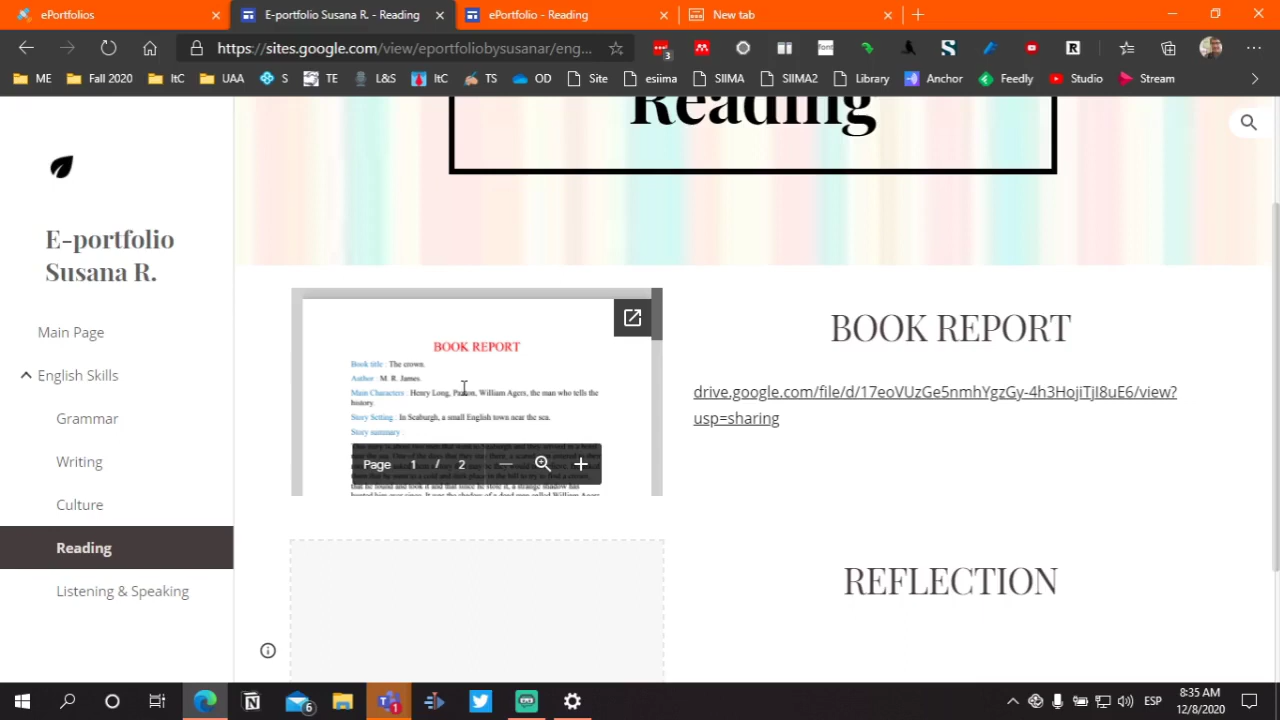 ePortfolios
E-portfolio Susana R. - Reading
ePortfolio - Reading
New tab
https://sites.google.com/view/eportfoliobysusanar/eng...
3
font
R
ME
Fall 2020
ItC
UAA
S
TE
L&tS
ItC
TS
OD
Site
esiima
SIIMA
SIIMA2
Library
Anchor
Feedly
Studio
Stream
Reading
E-portfolio
Susana R.
Main Page
English Skills
Grammar
Writing
Culture
Reading
Listening & Speaking
BOOK REPORT
Book title : The crown.
Author : M. R. James.
Main Characters : Henry Long, Paxton, William Agers, the man who tells the
history.
Story Setting : In Seaburgh, a small English town near the sea.
Story summary :
Page 1 / 2
BOOK REPORT
drive.google.com/file/d/17eoVUzGe5nmhYgzGy-4h3HojiTjI8uE6/view?
usp=sharing
REFLECTION
6
1
ESP
8:35 AM
12/8/2020